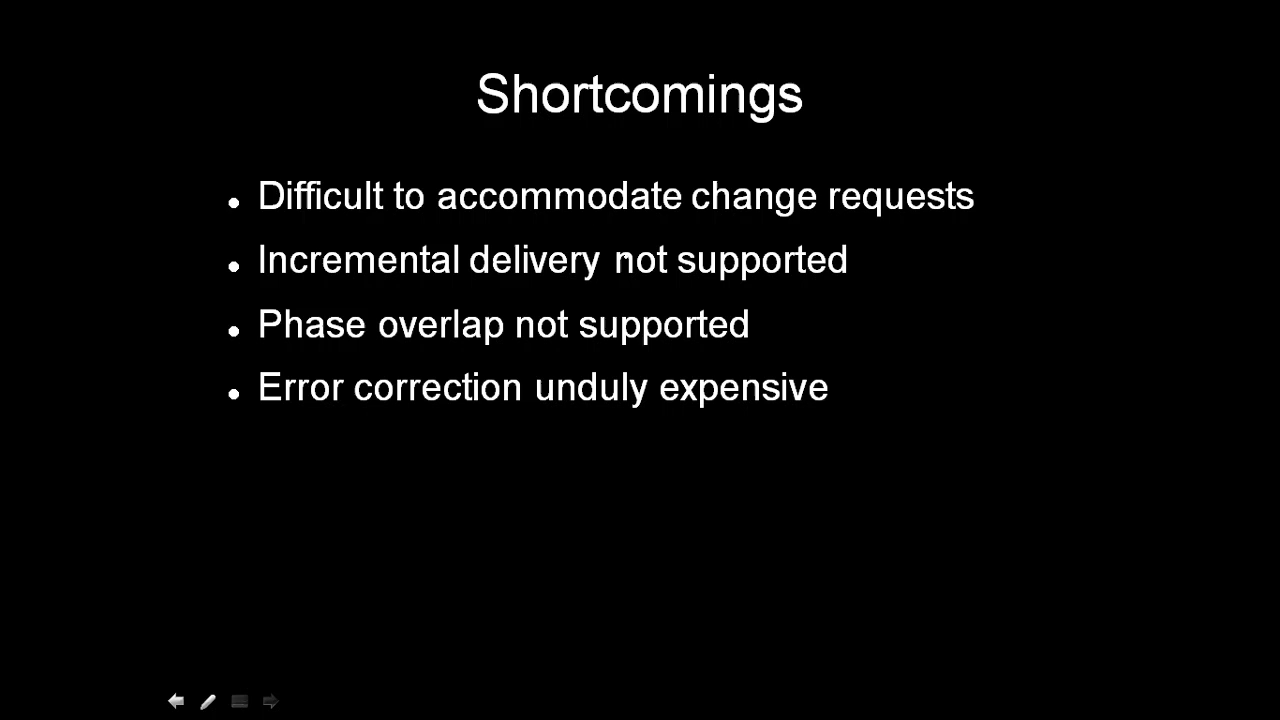 Shortcomings
Difficult to accommodate change requests
Incremental delivery not supported
Phase overlap not supported
Error correction unduly expensive